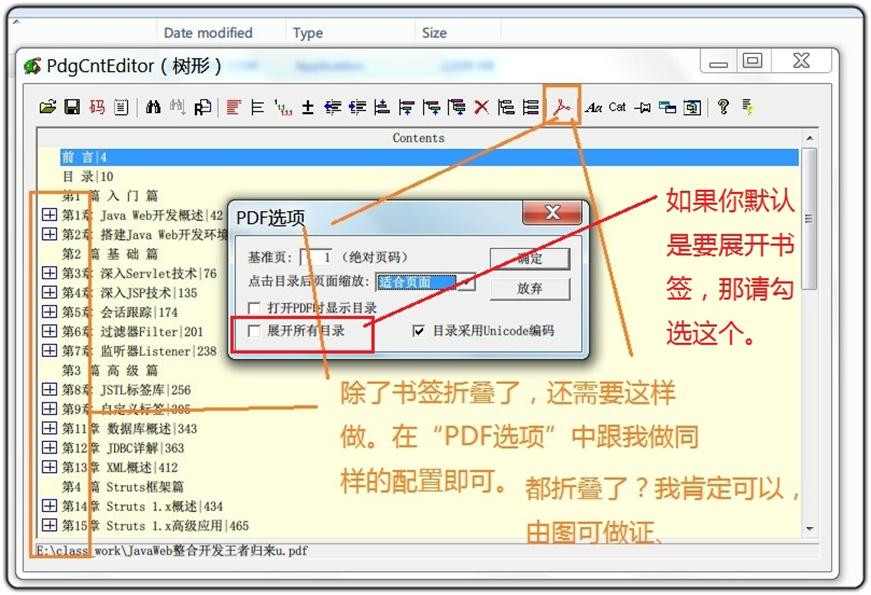 Date modified Type Size
PdgCntEditor（树形）
码
Aa Cat
Contents
前 言|4
目 录|10
第1 篇 入 门 篇
第1章 Java Web开发概述|42
第2章 搭建Java Web开发环境
第2 篇 基 础 篇
第3章 深入Servlet技术|76
第4章 深入JSP技术|135
第5章 会话跟踪|174
第6章 过滤器Filter|201
第7章 监听器Listener|238
第3 篇 高 级 篇
第8章 JSTL标签库|256
第9章 自定义标签|305
第11章 数据库概述|343
第12章 JDBC详解|363
第13章 XML概述|412
第4 篇 Struts框架篇
第14章 Struts 1.x概述|434
第15章 Struts 1.x高级应用|465
E:\class_work\JavaWeb整合开发王者归来u.pdf
PDF选项
基准页: 1 (绝对页码) 确定
点击目录后页面缩放: 适合页面 放弃
打开PDF时显示目录
展开所有目录 目录采用Unicode编码
如果你默认
是要展开书
签，那请勾
选这个。
除了书签折叠了，还需要这样
做。在“PDF选项”中跟我做同
样的配置即可。
都折叠了？我肯定可以，
由图可做证、